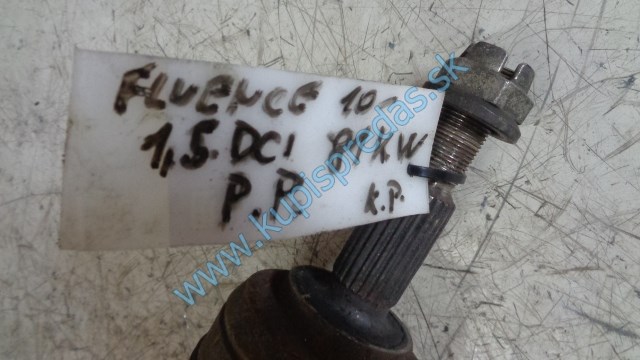 FLUENCE 10-
1,5.DCI 81KW
P.P
K.P.
www.kupispredas.sk